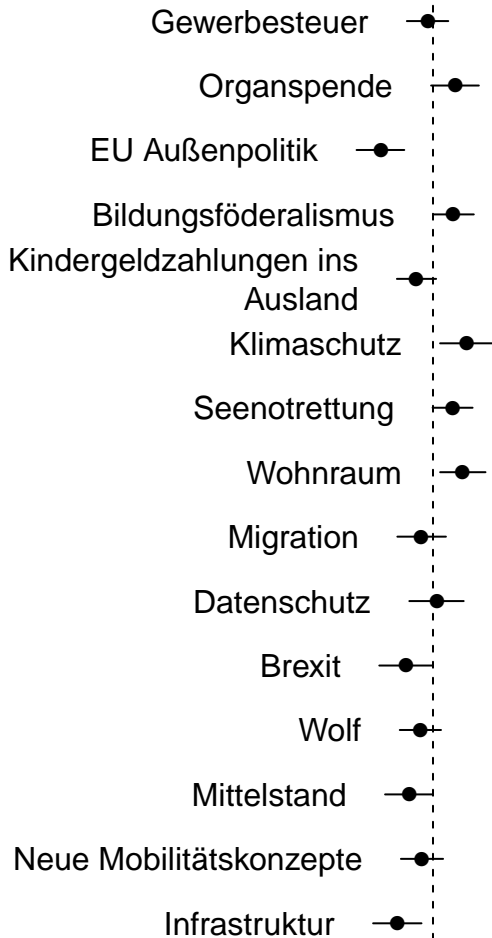 Gewerbesteuer
Organspende
EU Außenpolitik
Bildungsföderalismus
Kindergeldzahlungen ins
Ausland
Klimaschutz
Seenotrettung
Wohnraum
Migration
Datenschutz
Brexit
Wolf
Mittelstand
Neue Mobilitätskonzepte
Infrastruktur